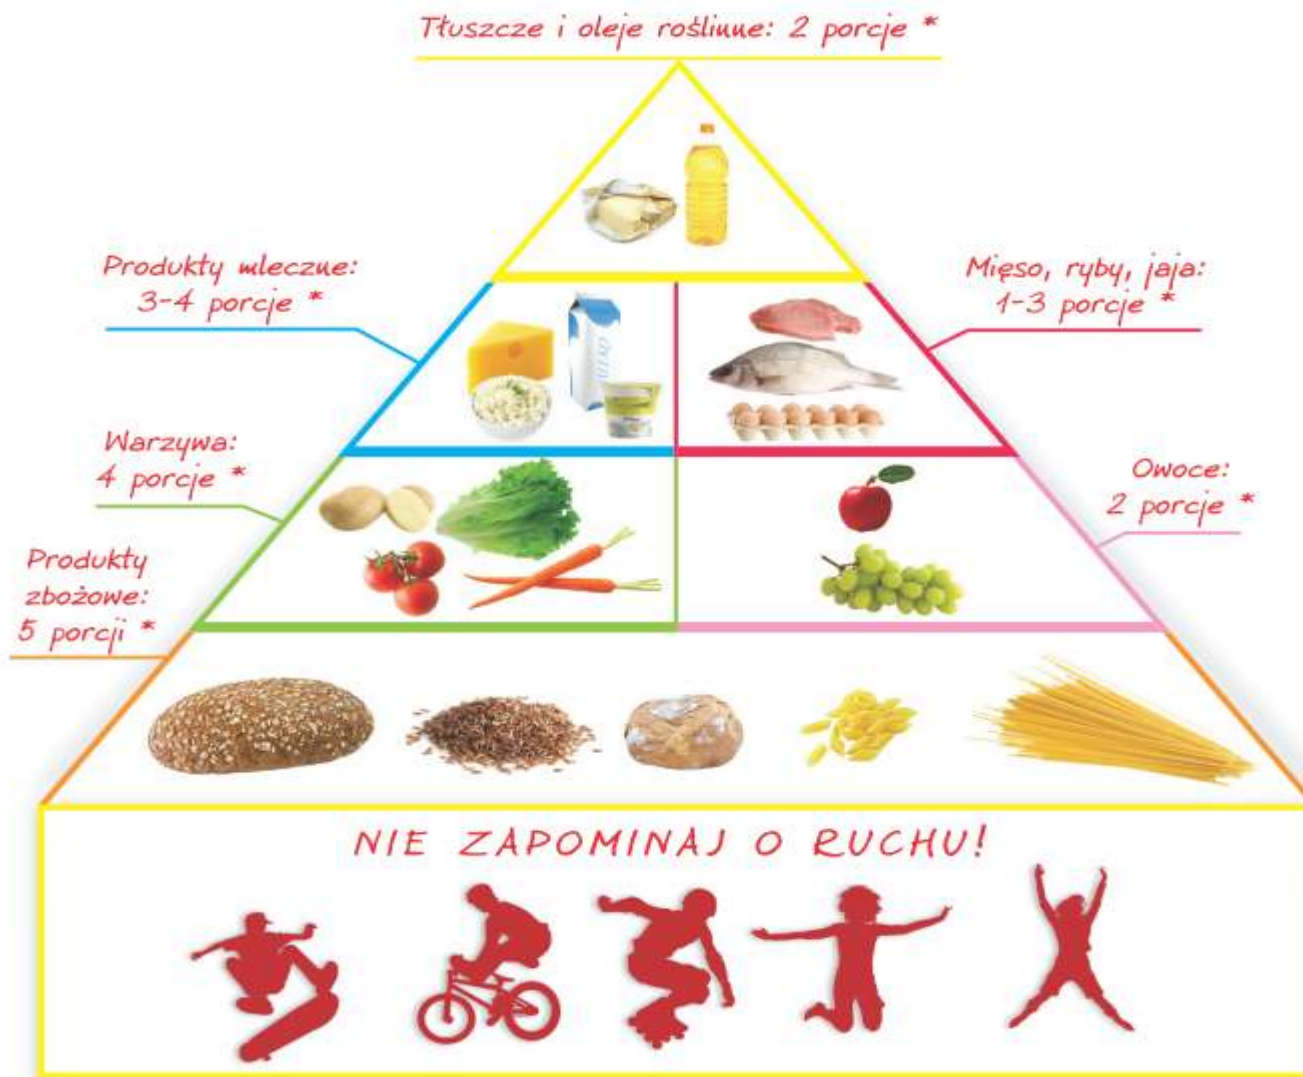 Tłuszcze i oleje roślinne: 2 porcje *
Produkty mleczne:
3-4 porcje *
Mięso, ryby, jaja:
1-3 porcje *
Warzywa:
4 porcje *
Owoce:
2 porcje *
Produkty
zbożowe:
5 porcji *
NIE ZAPOMINAJ O RUCHU!